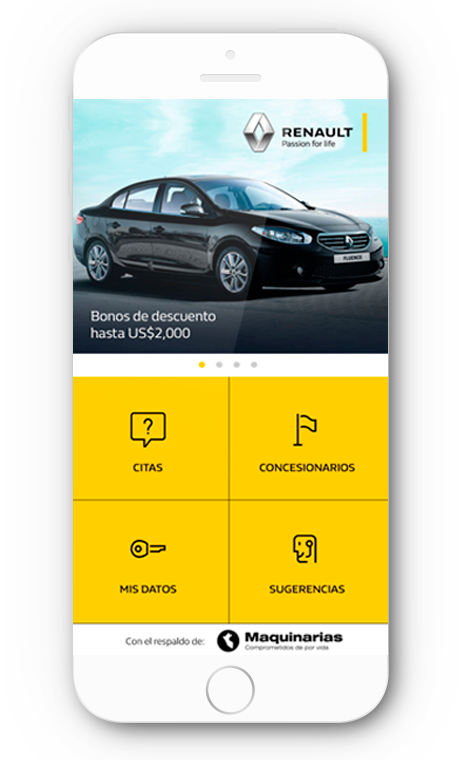 RENAULT
Passion for life
FLUENCE
Bonos de descuento
hasta US$2,000
?
CITAS
CONCESIONARIOS
MIS DATOS
SUGERENCIAS
Con el respaldo de:
Maquinarias
Comprometidos de por vida